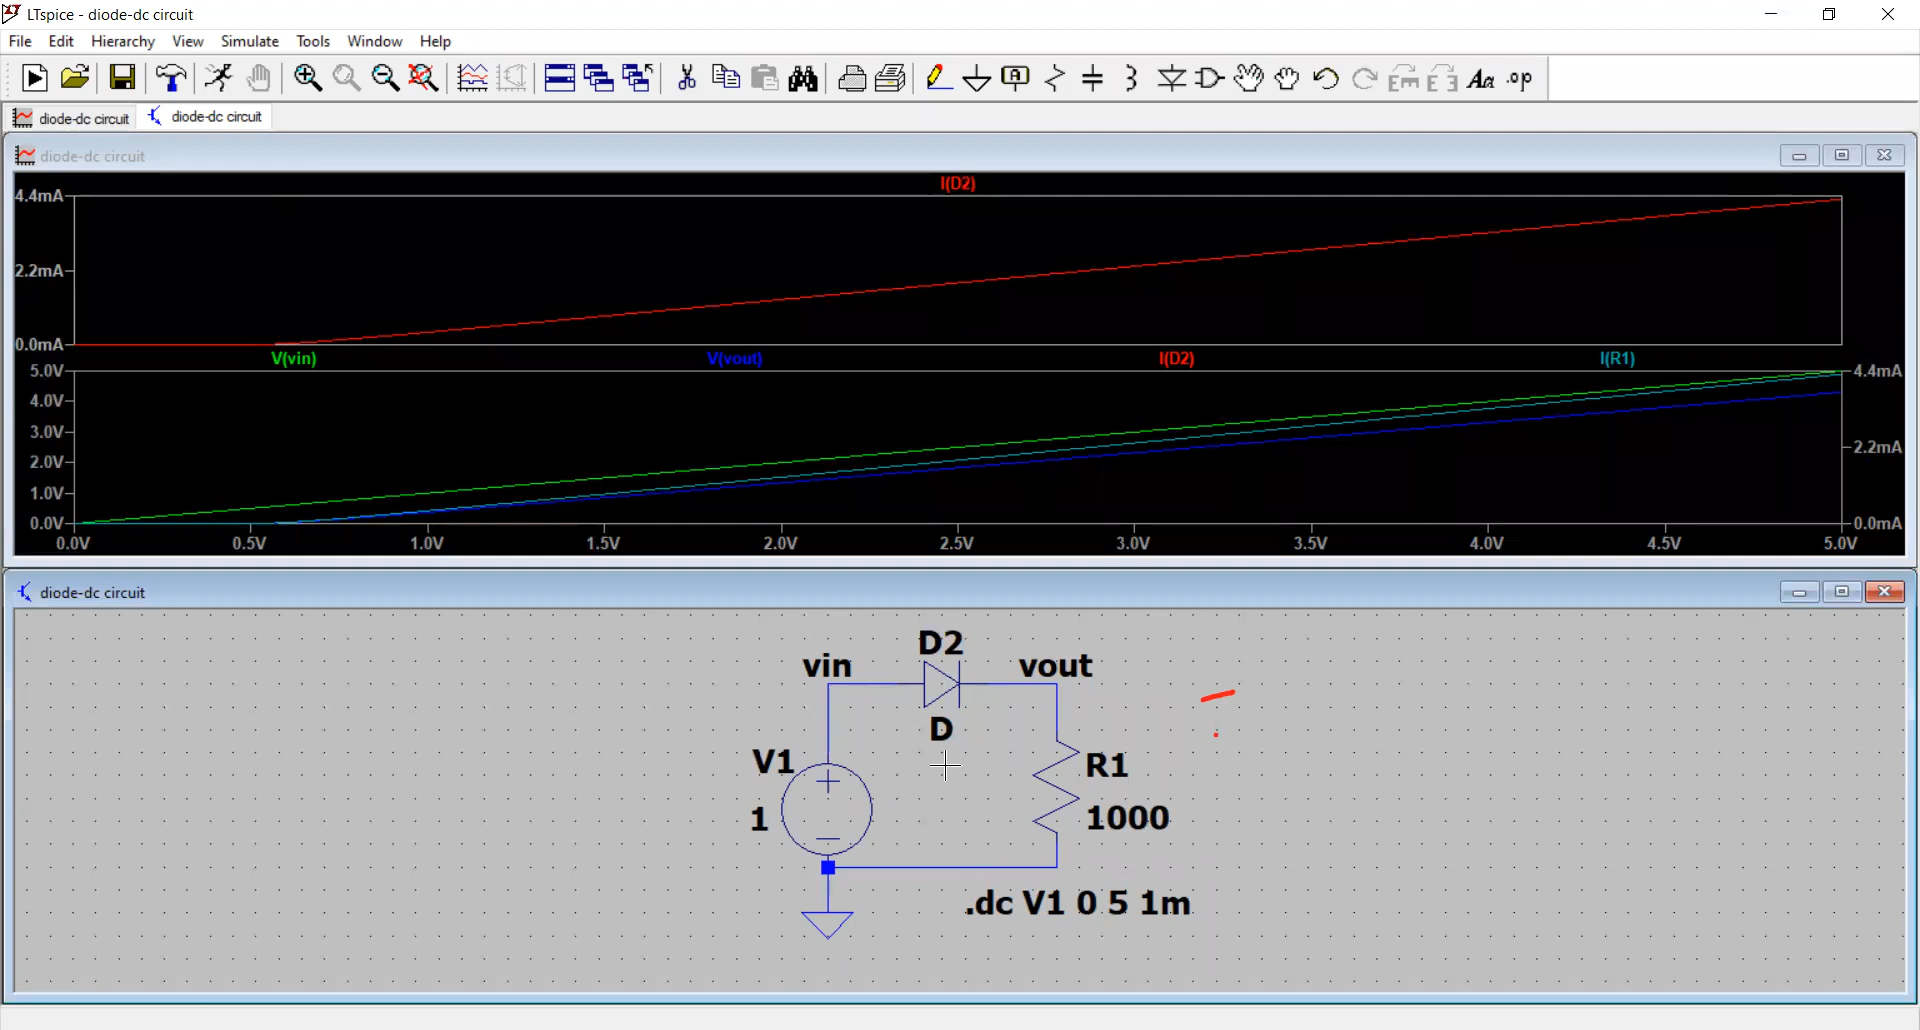 LTspice - diode-dc circuit
File Edit Hierarchy View Simulate Tools Window Help
A Aa .op
diode-dc circuit diode-dc circuit
diode-dc circuit
I(D2)
4.4mA
2.2mA
0.0mA
V(vin) V(vout) I(D2) I(R1)
5.0V 4.4mA
4.0V
3.0V 2.2mA
2.0V
1.0V
0.0V 0.0mA
0.0V 0.5V 1.0V 1.5V 2.0V 2.5V 3.0V 3.5V 4.0V 4.5V 5.0V
diode-dc circuit
D2
vin vout
D
V1 R1
1 1000
.dc V1 0 5 1m